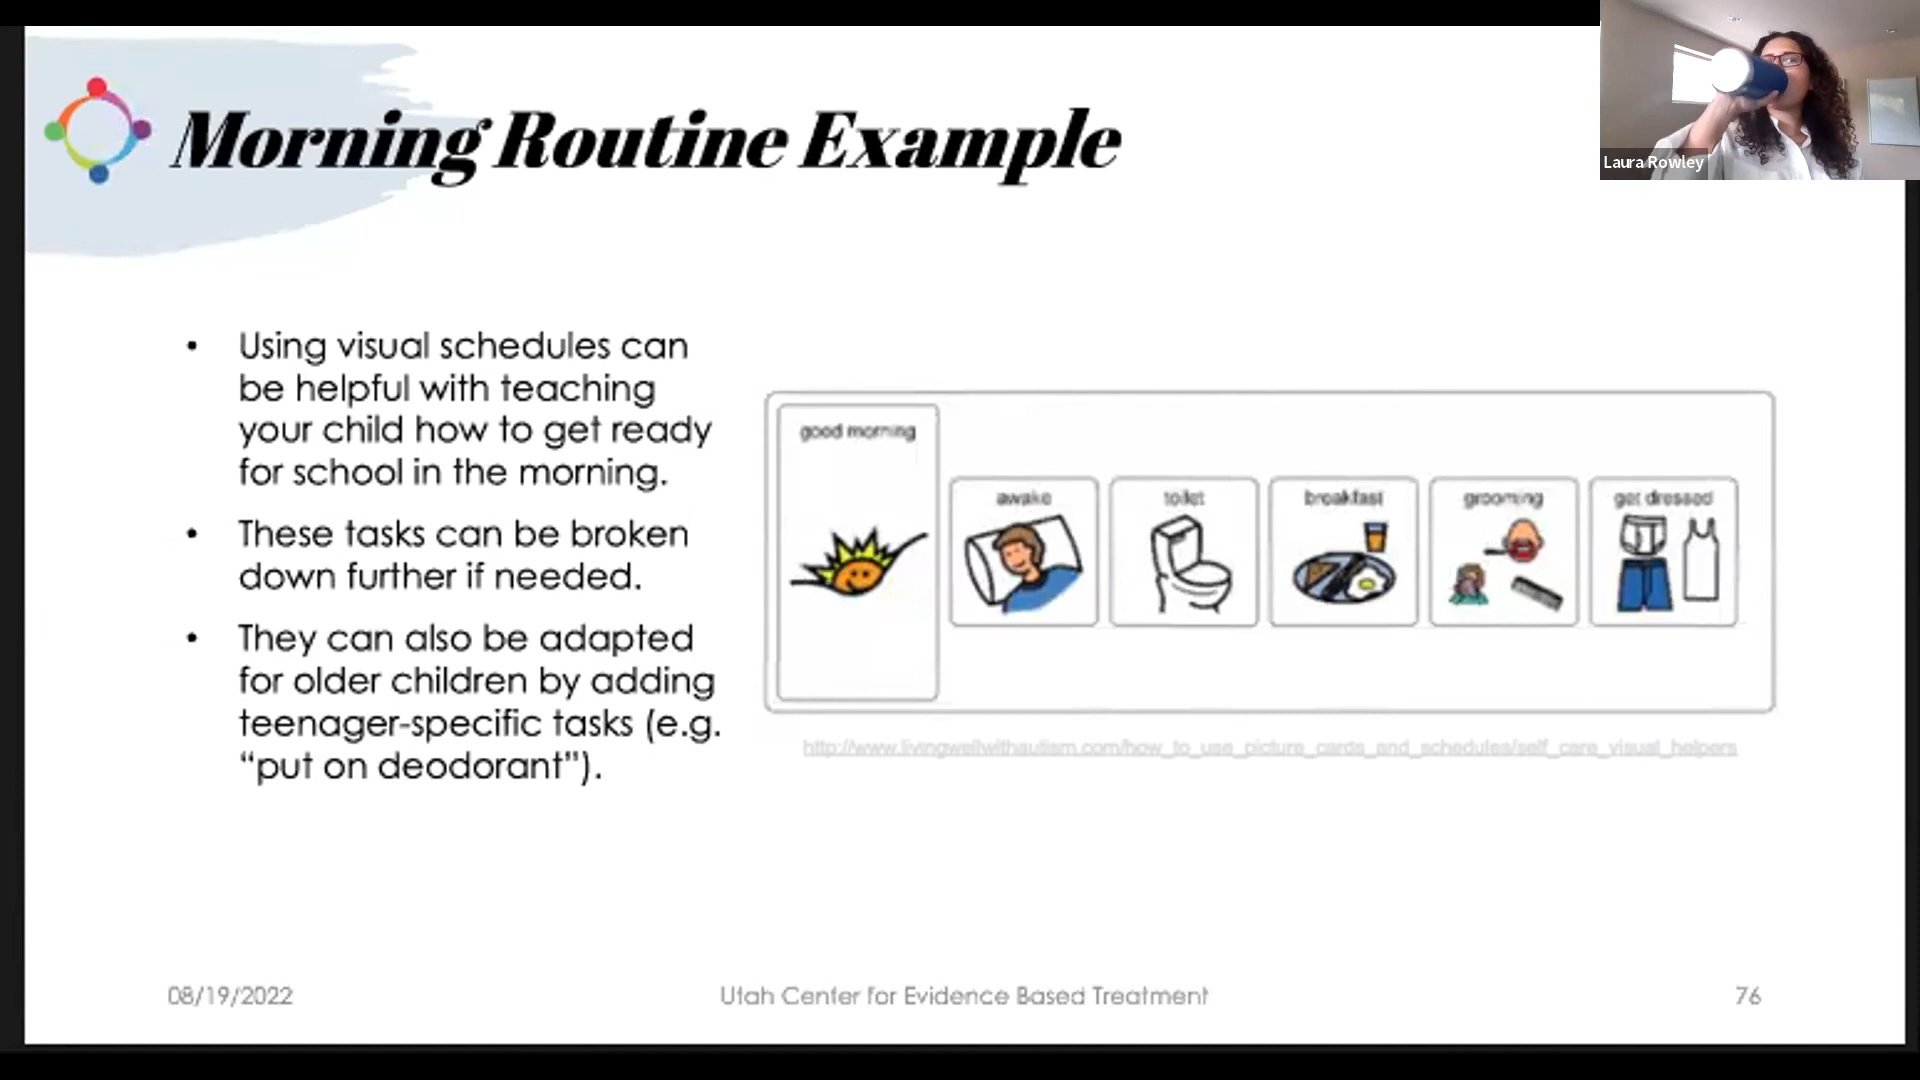 Morning Routine Example
Laura Rowley
• Using visual schedules can
be helpful with teaching
your child how to get ready
for school in the morning.
• These tasks can be broken
down further if needed.
• They can also be adapted
for older children by adding
teenager-specific tasks (e.g.
“put on deodorant”).
good morning
awake
toilet
breakfast
grooming
get dressed
http://www.livingwellwithautism.com/how_to_use_picture_cards_and_schedules/self_care_visual_helpers
08/19/2022
Utah Center for Evidence Based Treatment
76